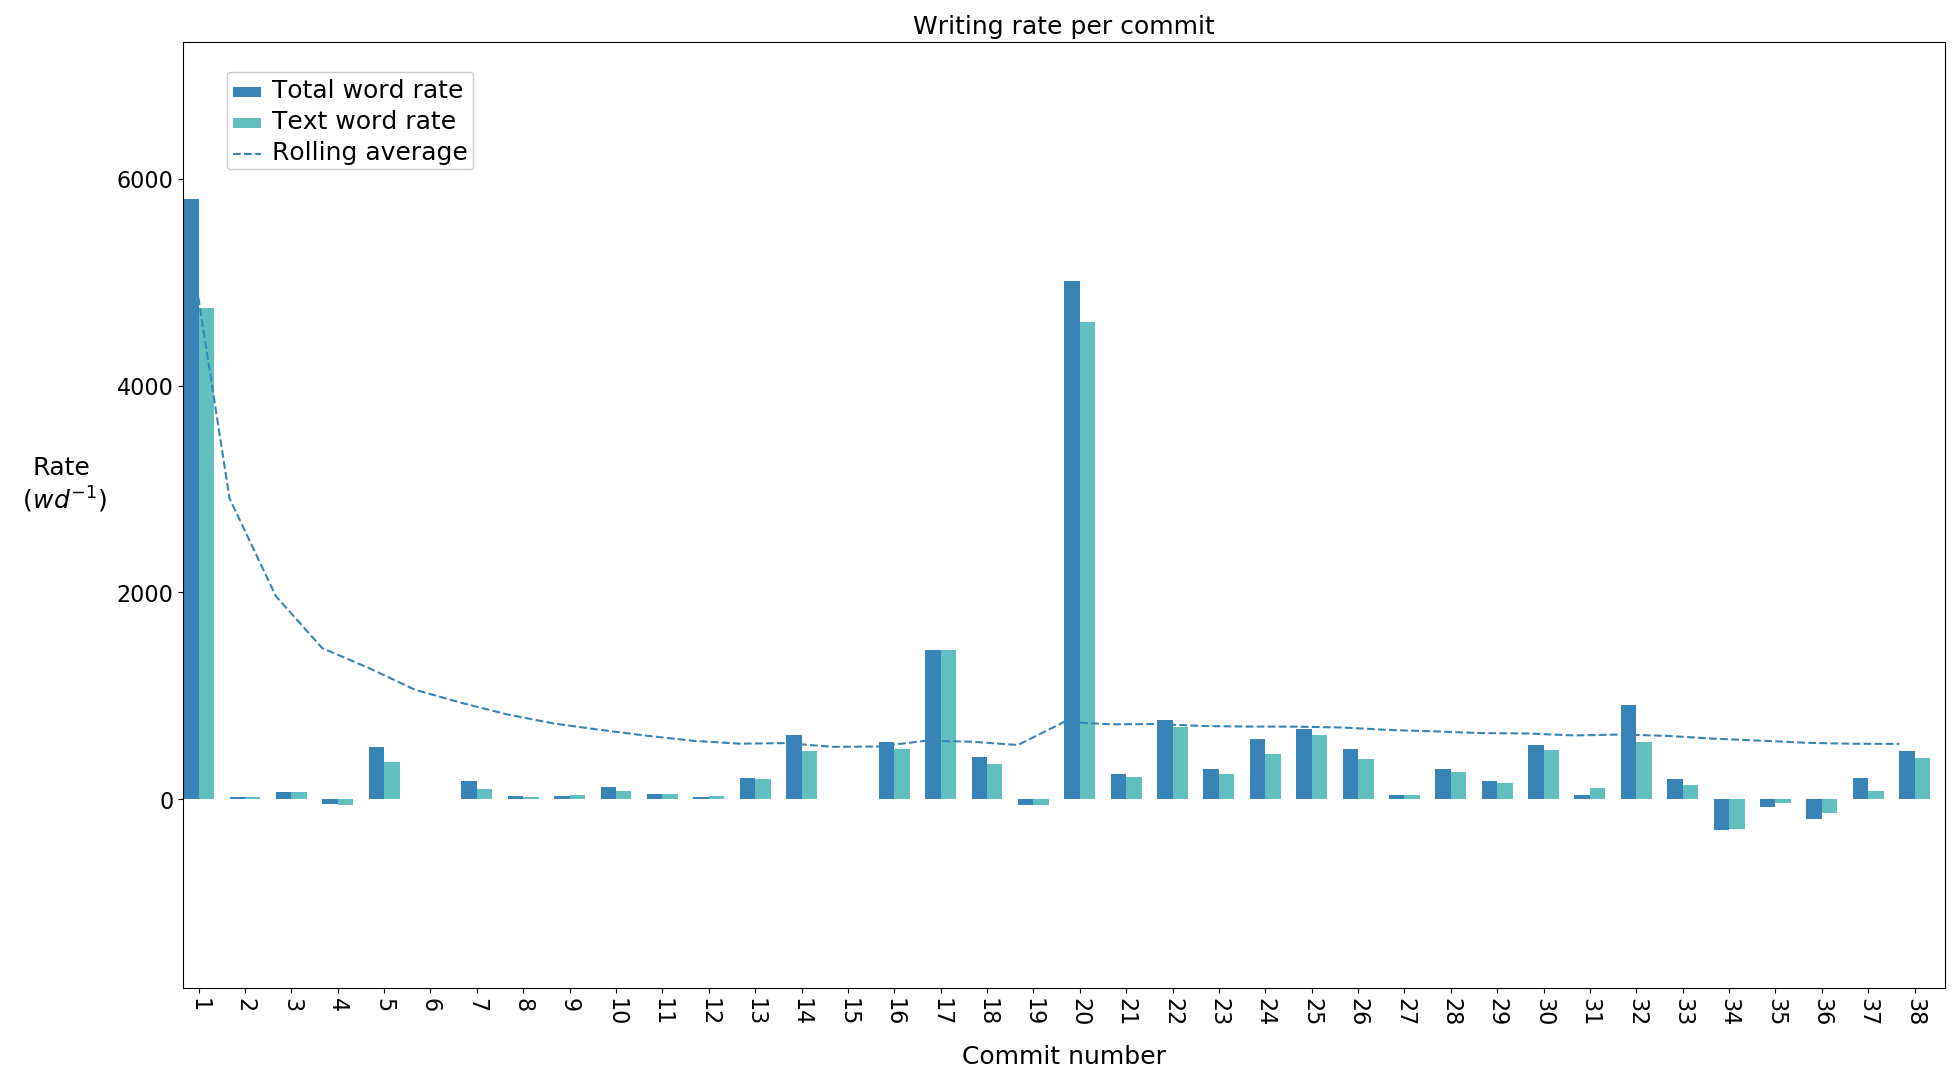 Writing rate per commit
Total word rate
Text word rate
Rolling average
6000
4000
2000
0
Rate
(wd⁻¹)
1 2 3 4 5 6 7 8 9 10 11 12 13 14 15 16 17 18 19 20 21 22 23 24 25 26 27 28 29 30 31 32 33 34 35 36 37 38
Commit number